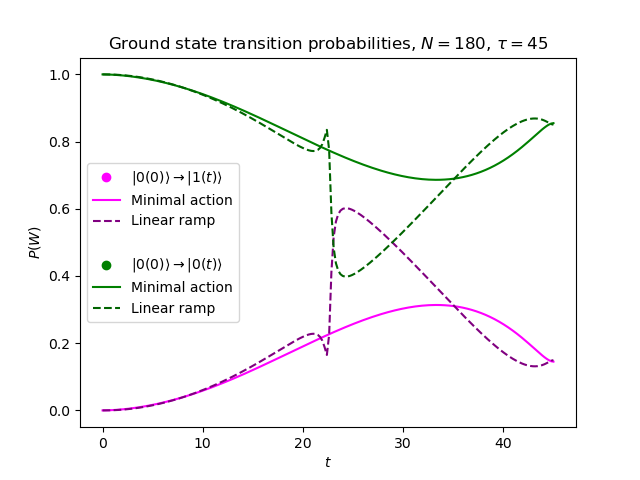 Ground state transition probabilities, $N = 180$, $\tau = 45$
1.0
0.8
0.6
0.4
0.2
0.0
P(W)
|0(0)⟩→|1(t)⟩
Minimal action
Linear ramp
|0(0)⟩→|0(t)⟩
Minimal action
Linear ramp
0 10 20 30 40
t